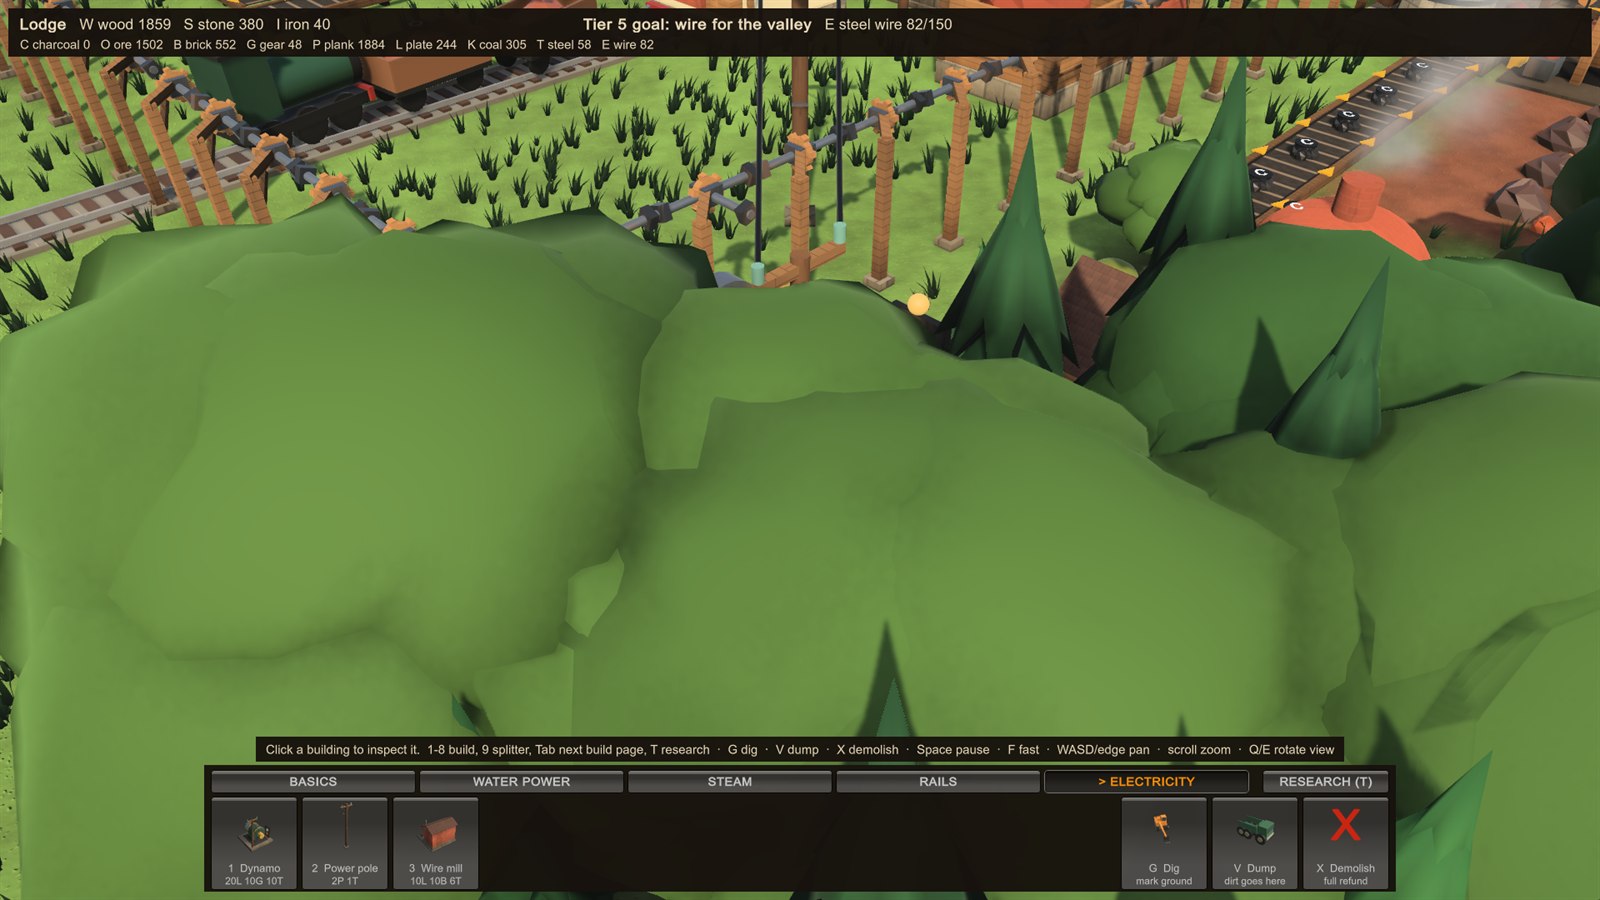 Lodge W wood 1859 S stone 380 I iron 40
Tier 5 goal: wire for the valley E steel wire 82/150
C charcoal 0 O ore 1502 B brick 552 G gear 48 P plank 1884 L plate 244 K coal 305 T steel 58 E wire 82
C
C
C
C
C
C
Click a building to inspect it. 1-8 build, 9 splitter, Tab next build page, T research · G dig · V dump · X demolish · Space pause · F fast · WASD/edge pan · scroll zoom · Q/E rotate view
BASICS
WATER POWER
STEAM
RAILS
> ELECTRICITY
RESEARCH (T)
1 Dynamo
20L 10G 10T
2 Power pole
2P 1T
3 Wire mill
10L 10B 6T
G Dig
mark ground
V Dump
dirt goes here
X Demolish
full refund